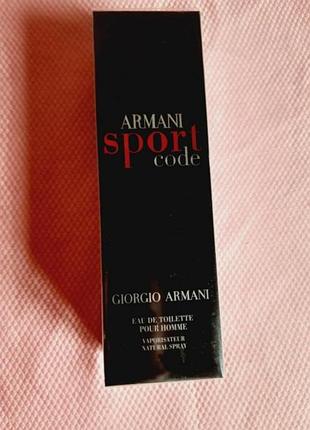 ARMANI
sport
code
GIORGIO ARMANI
EAU DE TOILETTE
POUR HOMME
VAPORISATEUR
NATURAL SPRAY